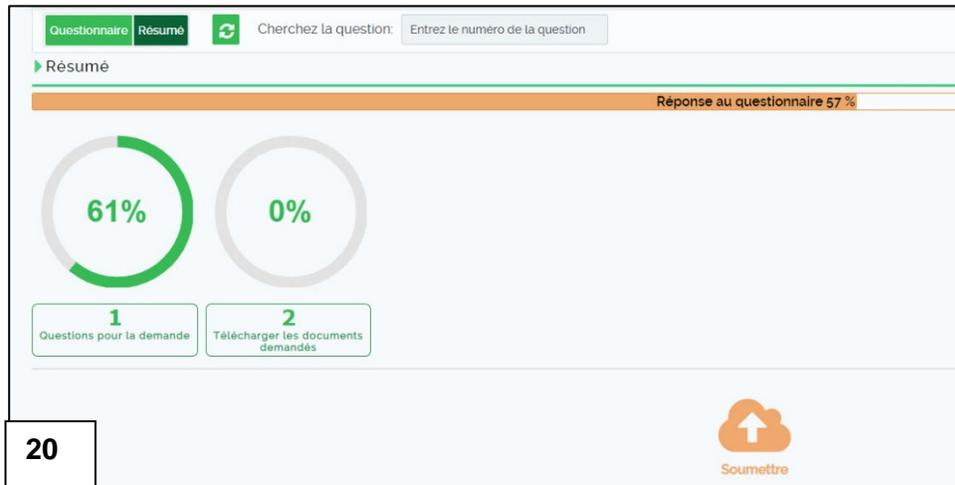 Questionnaire Résumé Cherchez la question: Entrez le numéro de la question
Résumé
Réponse au questionnaire 57 %
61% 0%
1
Questions pour la demande
2
Télécharger les documents
demandés
Soumettre
20